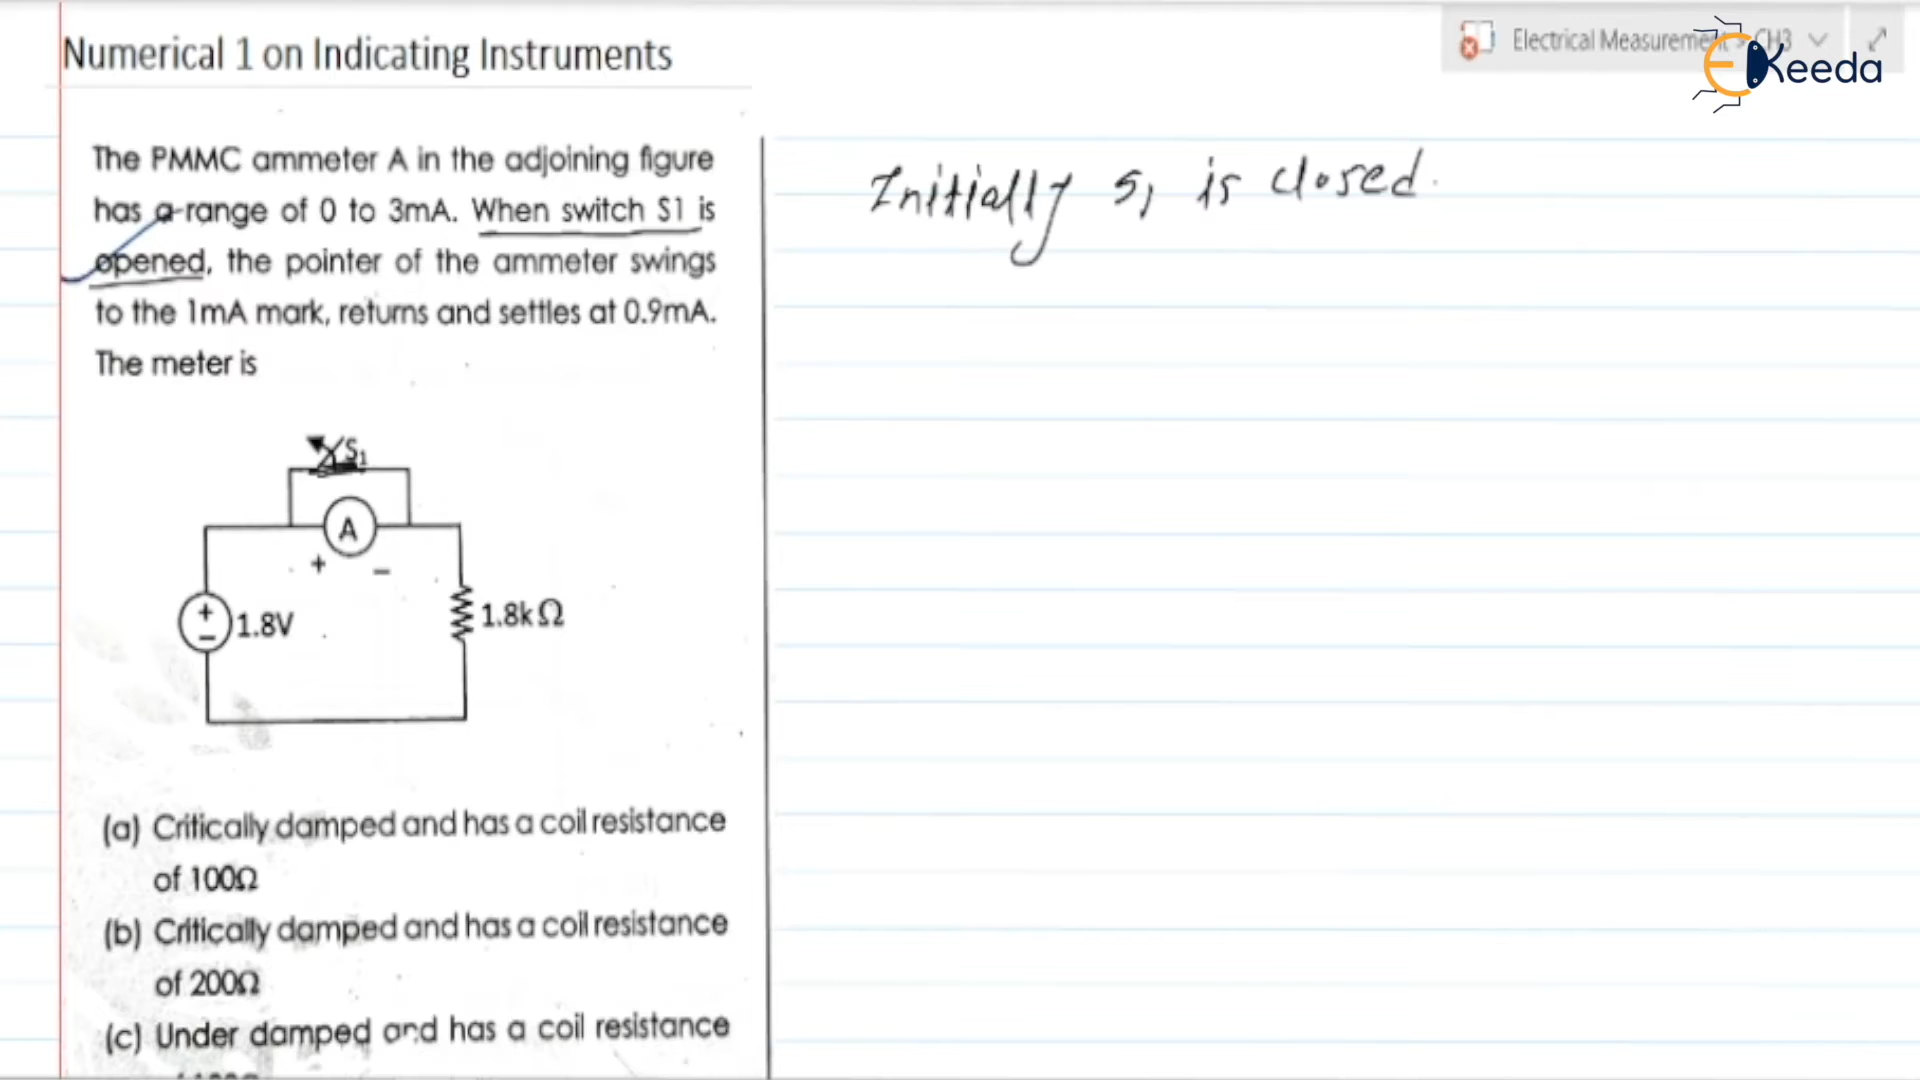 Numerical 1 on Indicating Instruments
Electrical Measurement
CH3
EKeeda
The PMMC ammeter A in the adjoining figure
has a range of 0 to 3mA. When switch S1 is
opened, the pointer of the ammeter swings
to the 1mA mark, returns and settles at 0.9mA.
The meter is
Initially S1 is closed.
S1
A
+ −
+
−
1.8V
1.8kΩ
(a) Critically damped and has a coil resistance
of 100Ω
(b) Critically damped and has a coil resistance
of 200Ω
(c) Under damped and has a coil resistance